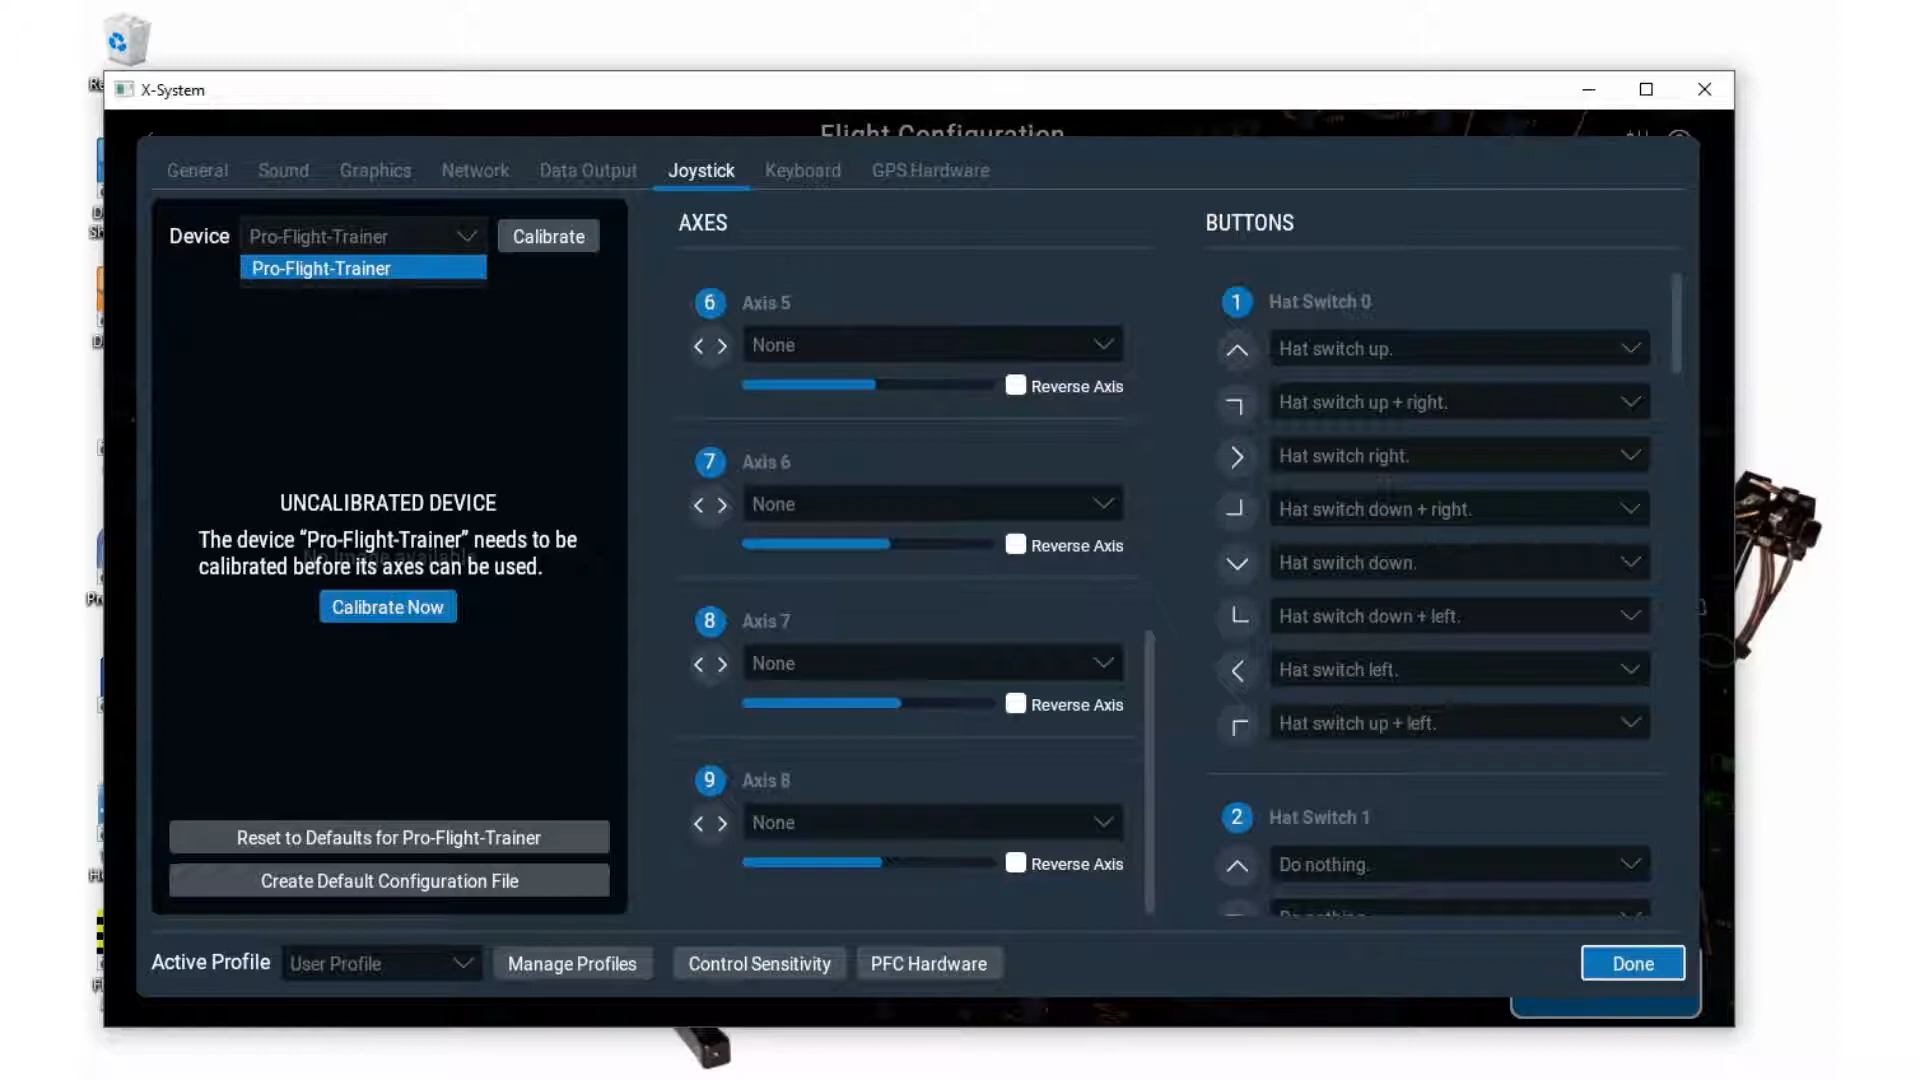 X-System
Flight Configuration
General Sound Graphics Network Data Output Joystick Keyboard GPS Hardware
Device Pro-Flight-Trainer Calibrate
Pro-Flight-Trainer
UNCALIBRATED DEVICE
No image available
The device “Pro-Flight-Trainer” needs to be
calibrated before its axes can be used.
Calibrate Now
Reset to Defaults for Pro-Flight-Trainer
Create Default Configuration File
AXES
6 Axis 5
None
Reverse Axis
7 Axis 6
None
Reverse Axis
8 Axis 7
None
Reverse Axis
9 Axis 8
None
Reverse Axis
BUTTONS
1 Hat Switch 0
Hat switch up.
Hat switch up + right.
Hat switch right.
Hat switch down + right.
Hat switch down.
Hat switch down + left.
Hat switch left.
Hat switch up + left.
2 Hat Switch 1
Do nothing.
Do nothing.
Active Profile User Profile Manage Profiles Control Sensitivity PFC Hardware Done